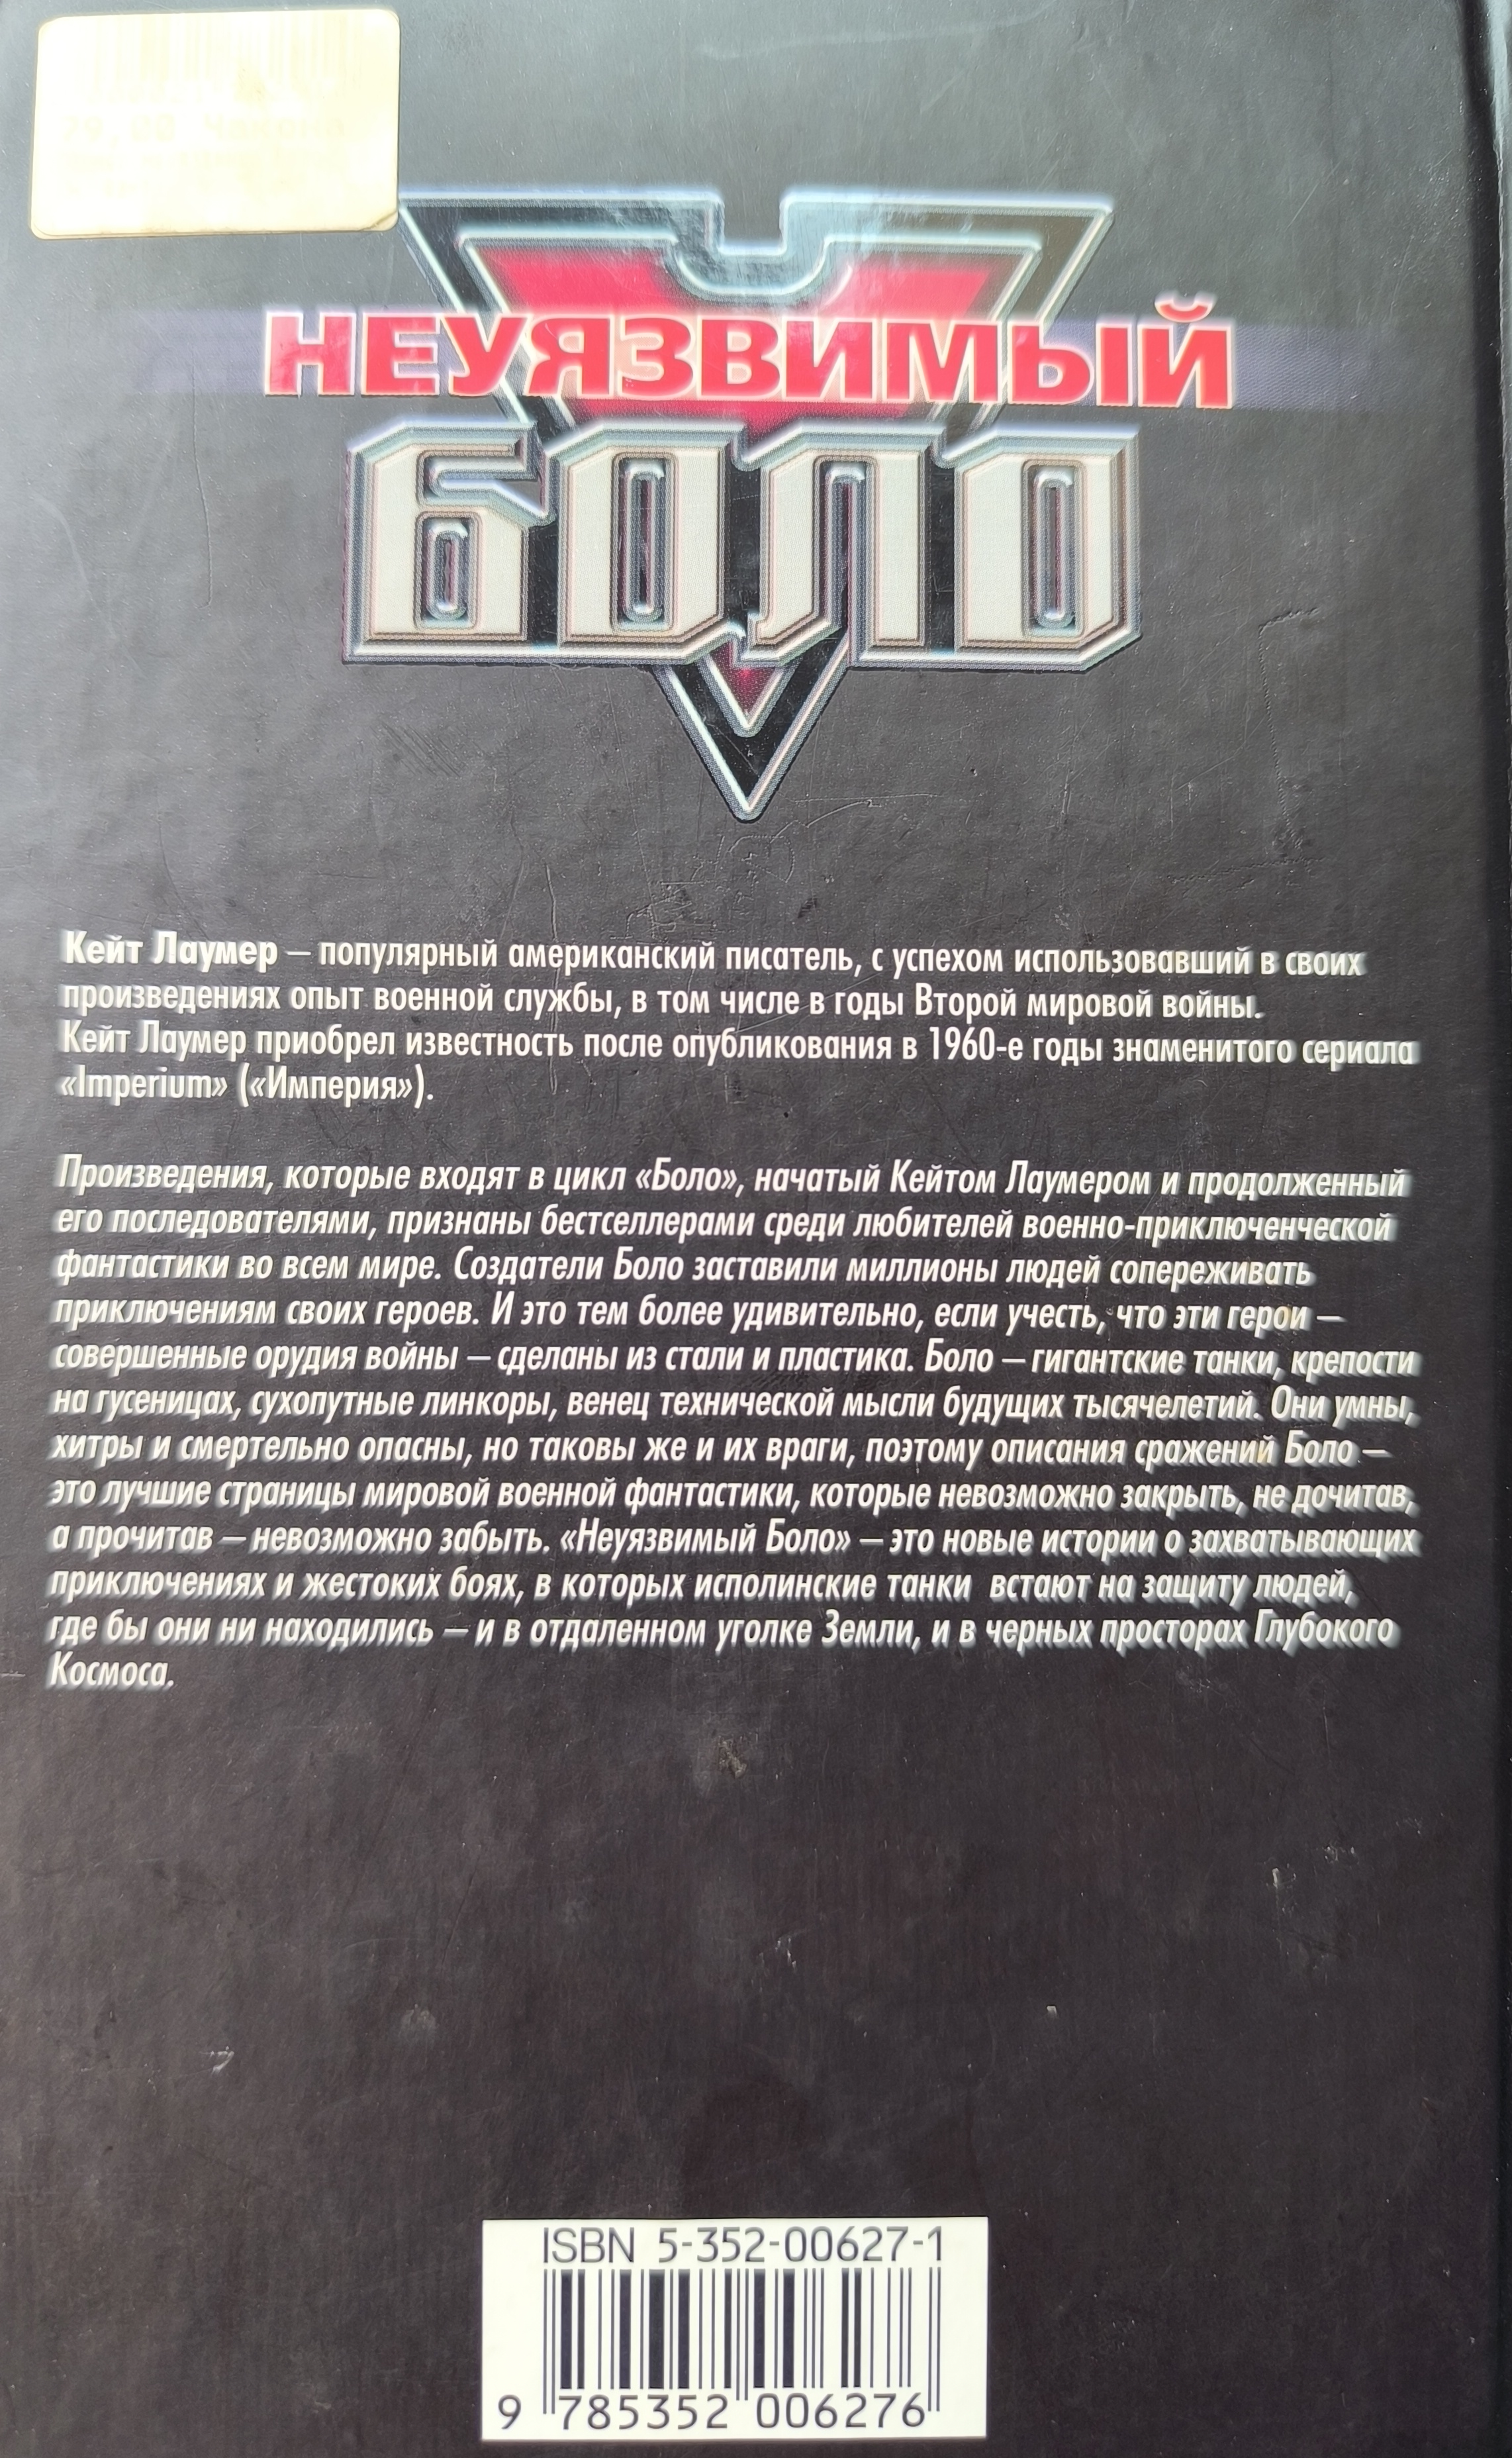 НЕУЯЗВИМЫЙ
БОЛО
Кейт Лаумер – популярный американский писатель, с успехом использовавший в своих
произведениях опыт военной службы, в том числе в годы Второй мировой войны.
Кейт Лаумер приобрел известность после опубликования в 1960-е годы знаменитого сериала
«Imperium» («Империя»).
Произведения, которые входят в цикл «Боло», начатый Кейтом Лаумером и продолженный
его последователями, признаны бестселлерами среди любителей военно-приключенческой
фантастики во всем мире. Создатели Боло заставили миллионы людей сопереживать
приключениям своих героев. И это тем более удивительно, если учесть, что эти герои –
совершенные орудия войны – сделаны из стали и пластика. Боло – гигантские танки, крепости
на гусеницах, сухопутные линкоры, венец технической мысли будущих тысячелетий. Они умны,
хитры и смертельно опасны, но таковы же и их враги, поэтому описания сражений Боло –
это лучшие страницы мировой военной фантастики, которые невозможно закрыть, не дочитав,
а прочитав – невозможно забыть. «Неуязвимый Боло» – это новые истории о захватывающих
приключениях и жестоких боях, в которых исполинские танки встают на защиту людей,
где бы они ни находились – и в отдаленном уголке Земли, и в черных просторах Глубокого
Космоса.
ISBN 5-352-00627-1
9 785352 006276